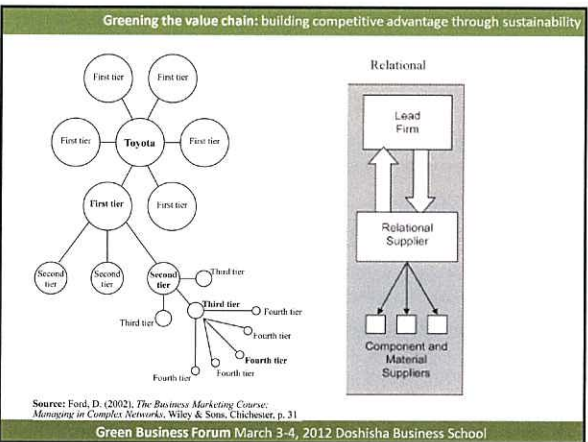 Greening the value chain: building competitive advantage through sustainability
First tier
First tier
First tier
Toyota
First tier
First tier
First tier
Second
tier
Second
tier
Second
tier
Third tier
Third tier
Third tier
Fourth tier
Fourth tier
Fourth tier
Fourth tier
Fourth tier
Relational
Lead
Firm
Relational
Supplier
Component and
Material
Suppliers
Source: Ford, D. (2002), The Business Marketing Course:
Managing in Complex Networks, Wiley & Sons, Chichester, p. 31
Green Business Forum March 3-4, 2012 Doshisha Business School